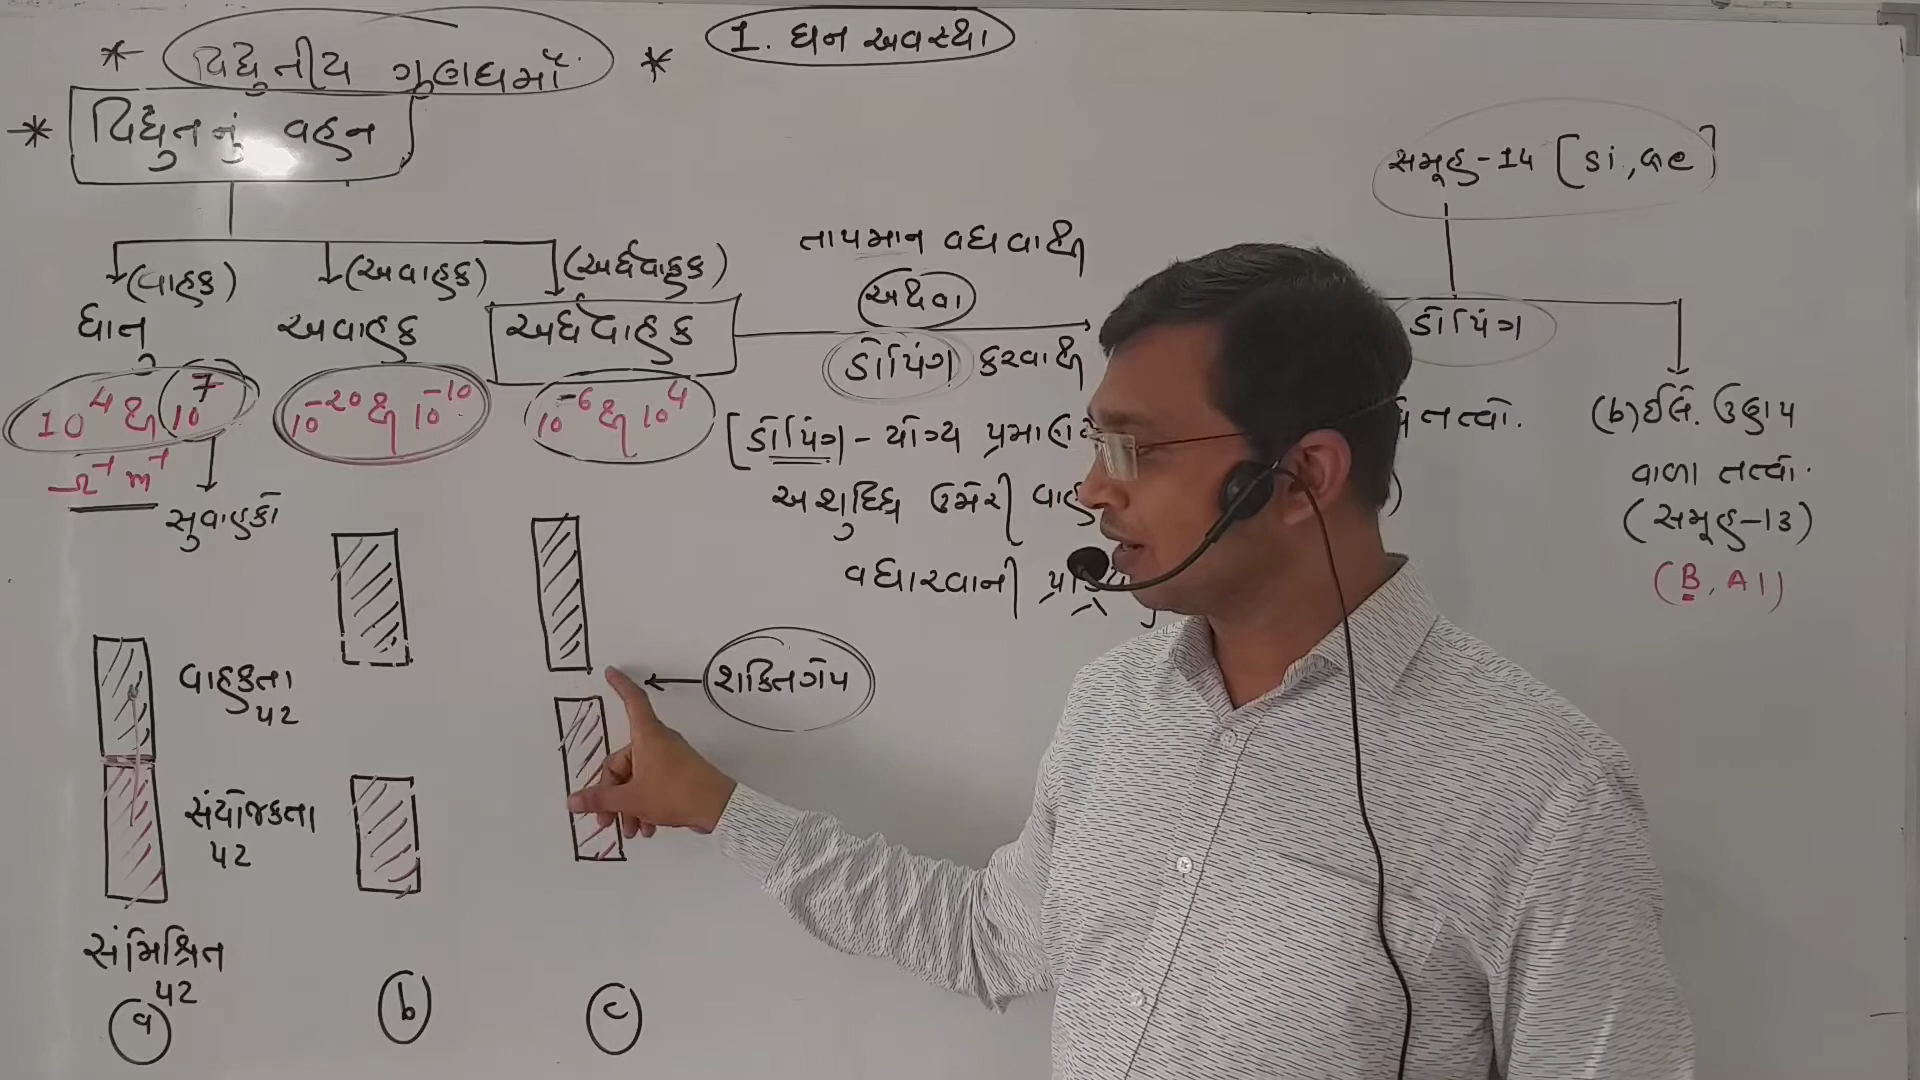 * વિદ્યુતીય ગુણધર્મો *
1. ઘન અવસ્થા
* વિદ્યુતનું વહન
(વાહક)
ધાતુ
10⁴ થી 10⁷
Ω⁻¹ m⁻¹
સુવાહકો
(અવાહક)
અવાહક
10⁻²⁰ થી 10⁻¹⁰
(અર્ધવાહક)
અર્ધવાહક
10⁻⁶ થી 10⁴
તાપમાન વધવાથી
અથવા
ડોપિંગ કરવાથી
[ડોપિંગ - યોગ્ય
અશુદ્ધિ ઉમેરી
વધારવાની
સમૂહ-14 [Si, Ge]
ડોપિંગ
તત્વો.
(b) ઈલે. ઉણપ
વાળા તત્વો.
(સમૂહ-13)
(B, Al)
વાહકતા
પટ
સંયોજકતા
પટ
શક્તિગેપ
સંમિશ્રિત
પટ
a
b
c